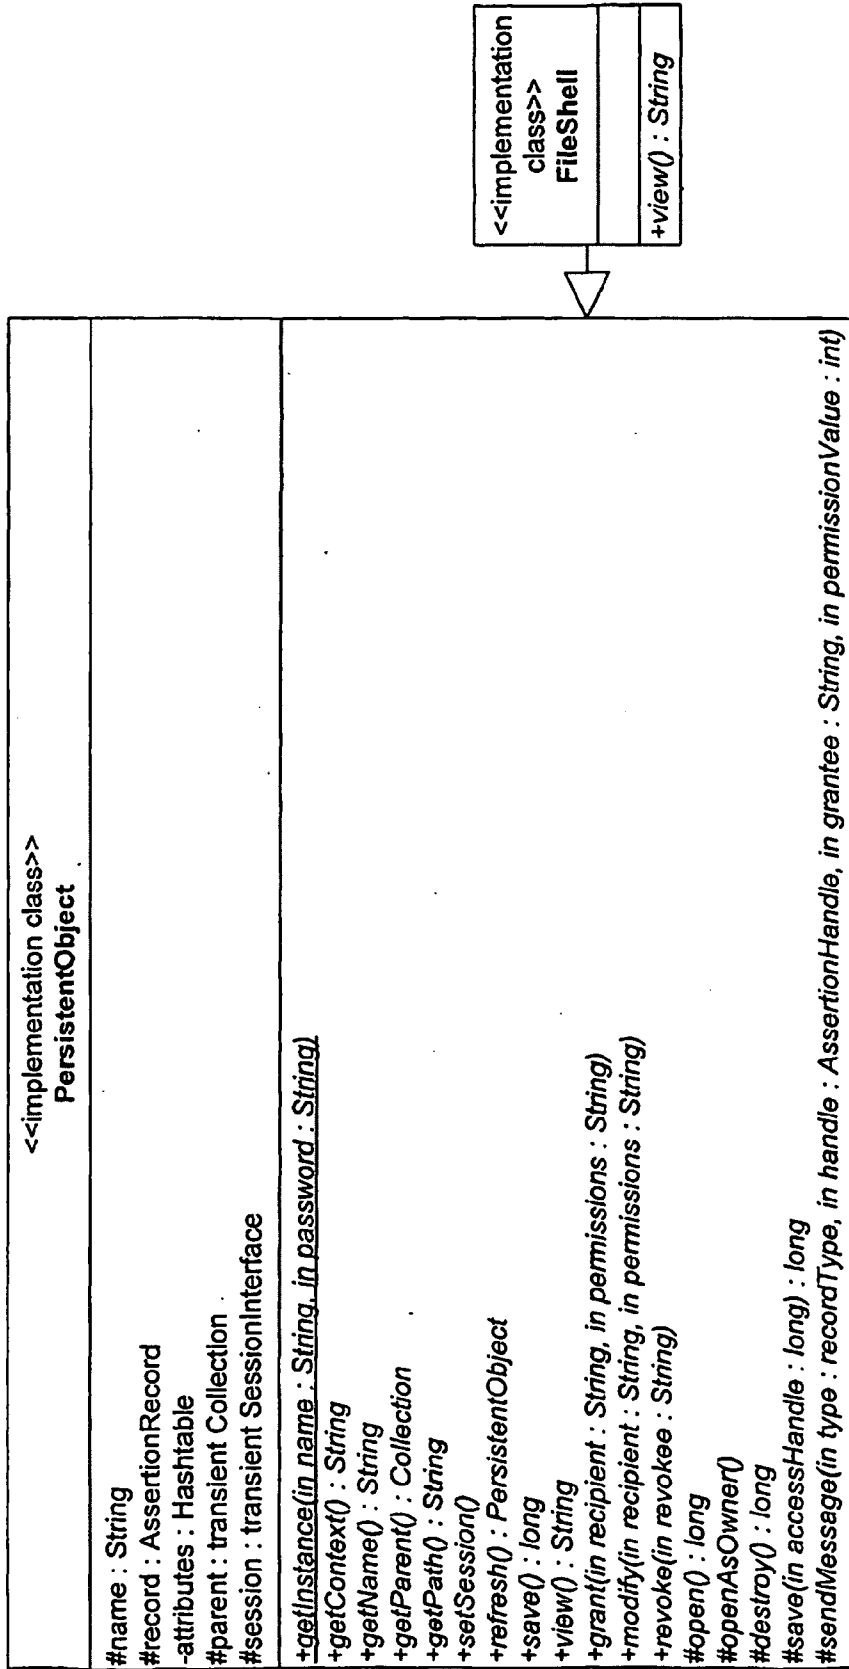 <<implementation class>>
PersistentObject
#name : String
#record : AssertionRecord
-attributes : Hashtable
#parent : transient Collection
#session : transient SessionInterface
+getInstance(in name : String, in password : String)
+getContext() : String
+getName() : String
+getParent() : Collection
+getPath() : String
+setSession()
+refresh() : PersistentObject
+save() : long
+view() : String
+grant(in recipient : String, in permissions : String)
+modify(in recipient : String, in permissions : String)
+revoke(in revokee : String)
#open() : long
#openAsOwner()
#destroy() : long
#save(in accessHandle : long) : long
#sendMessage(in type : recordType, in handle : AssertionHandle, in grantee : String, in permissionValue : int)
<<implementation
class>>
FileShell
+view() : String